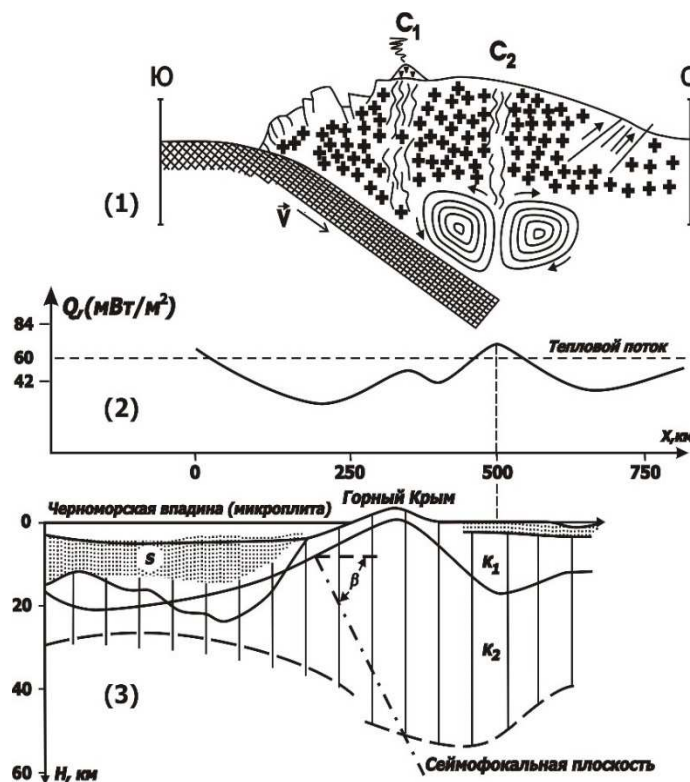 C₁
C₂
Ю
С
(1)
V
Q,(мВт/м²)
84
60
42
Тепловой поток
(2)
X,км
0
250
500
750
Черноморская впадина (микроплита)
Горный Крым
0
S
K₁
β
20
K₂
(3)
40
Сеймофокальная плоскость
60
H, км